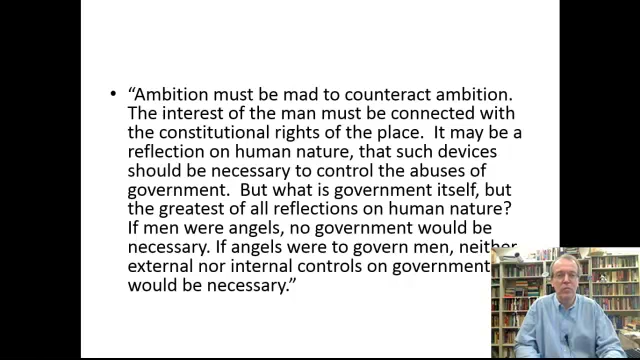 • “Ambition must be mad to counteract ambition.
The interest of the man must be connected with
the constitutional rights of the place.  It may be a
reflection on human nature, that such devices
should be necessary to control the abuses of
government.  But what is government itself, but
the greatest of all reflections on human nature?
If men were angels, no government would be
necessary. If angels were to govern men, neither
external nor internal controls on government
would be necessary.”